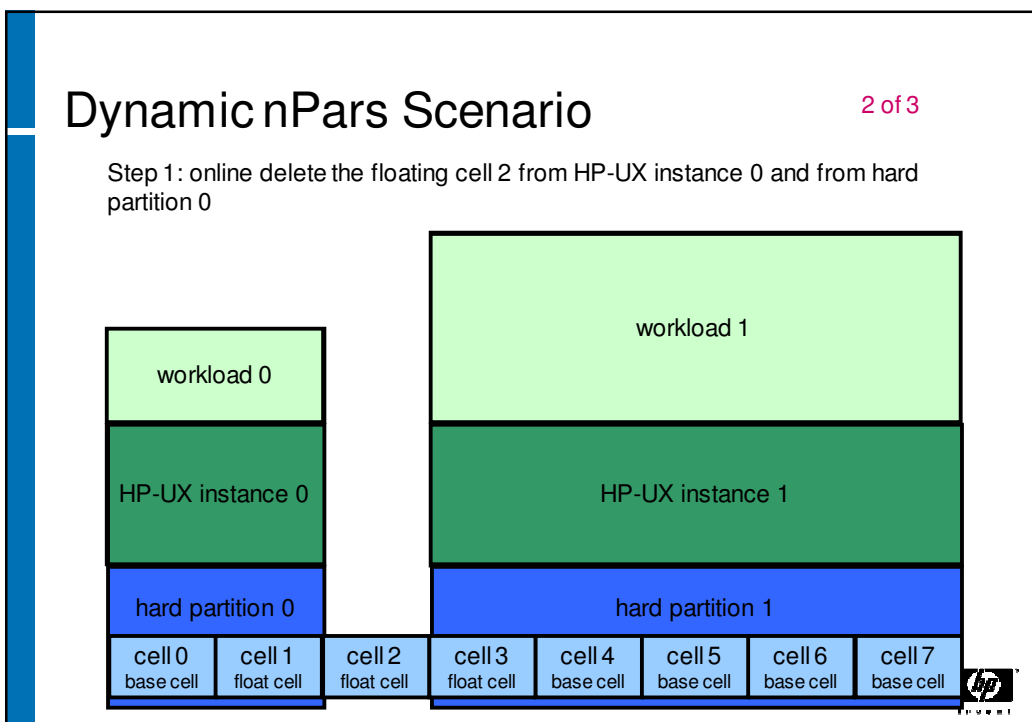 Dynamic nPars Scenario
2 of 3
Step 1: online delete the floating cell 2 from HP-UX instance 0 and from hard
partition 0
workload 1
workload 0
HP-UX instance 0
HP-UX instance 1
hard partition 0
hard partition 1
cell 0
base cell
cell 1
float cell
cell 2
float cell
cell 3
float cell
cell 4
base cell
cell 5
base cell
cell 6
base cell
cell 7
base cell
hp